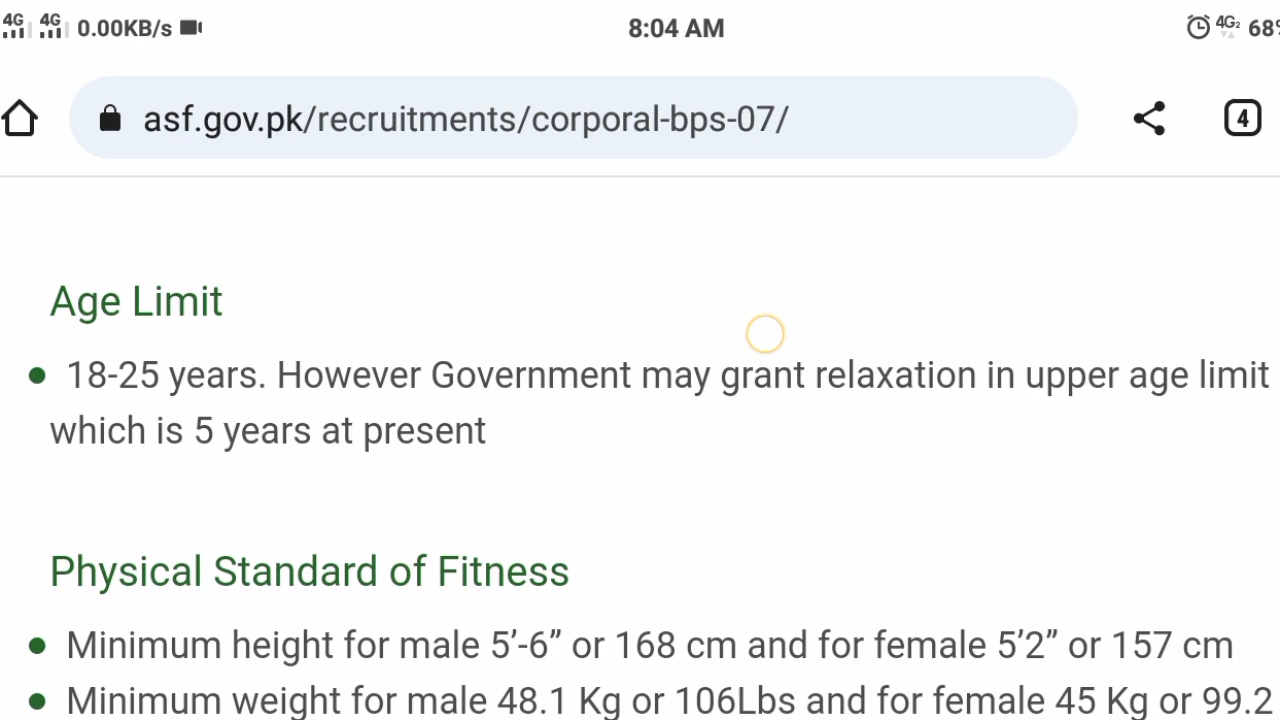 4G 4G 0.00KB/s 8:04 AM 4G2 68%
asf.gov.pk/recruitments/corporal-bps-07/ 4
Age Limit
18-25 years. However Government may grant relaxation in upper age limit
which is 5 years at present
Physical Standard of Fitness
Minimum height for male 5’-6” or 168 cm and for female 5’2” or 157 cm
Minimum weight for male 48.1 Kg or 106Lbs and for female 45 Kg or 99.2